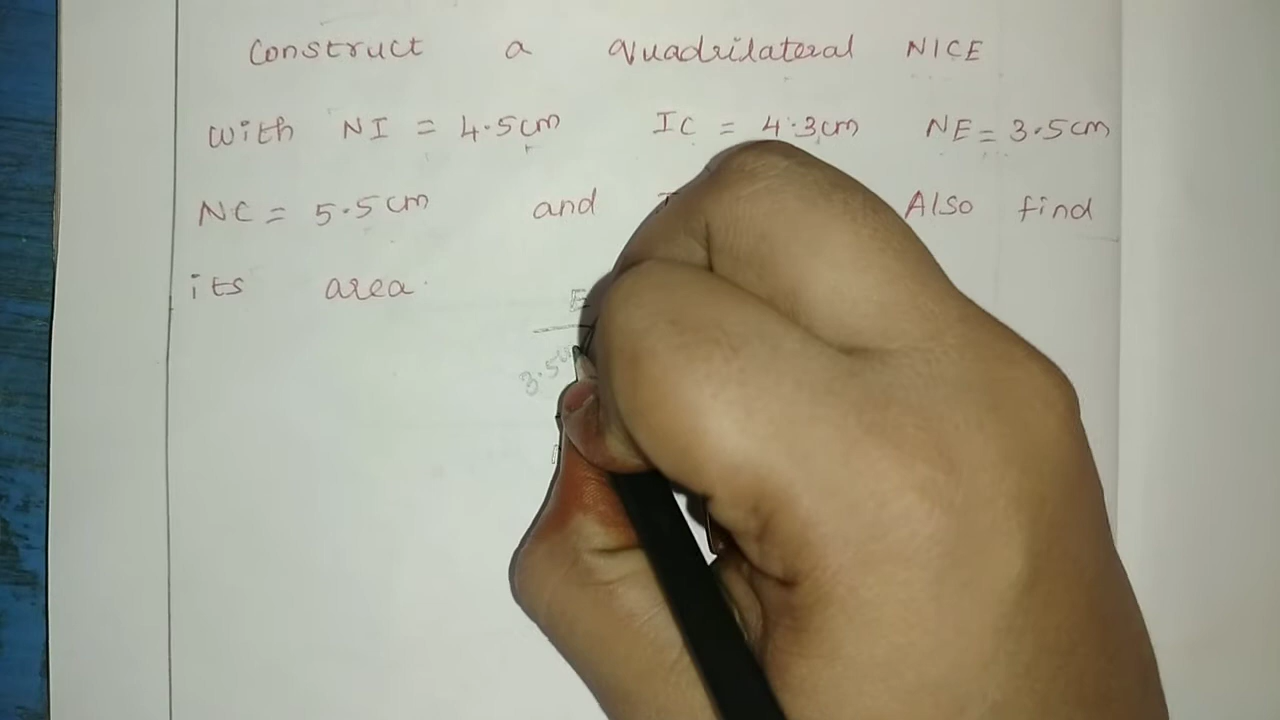 Construct a quadrilateral NICE
with NI = 4.5cm IC = 4.3cm NE = 3.5cm
NC = 5.5cm and Also find
its area.
E
3.5cm